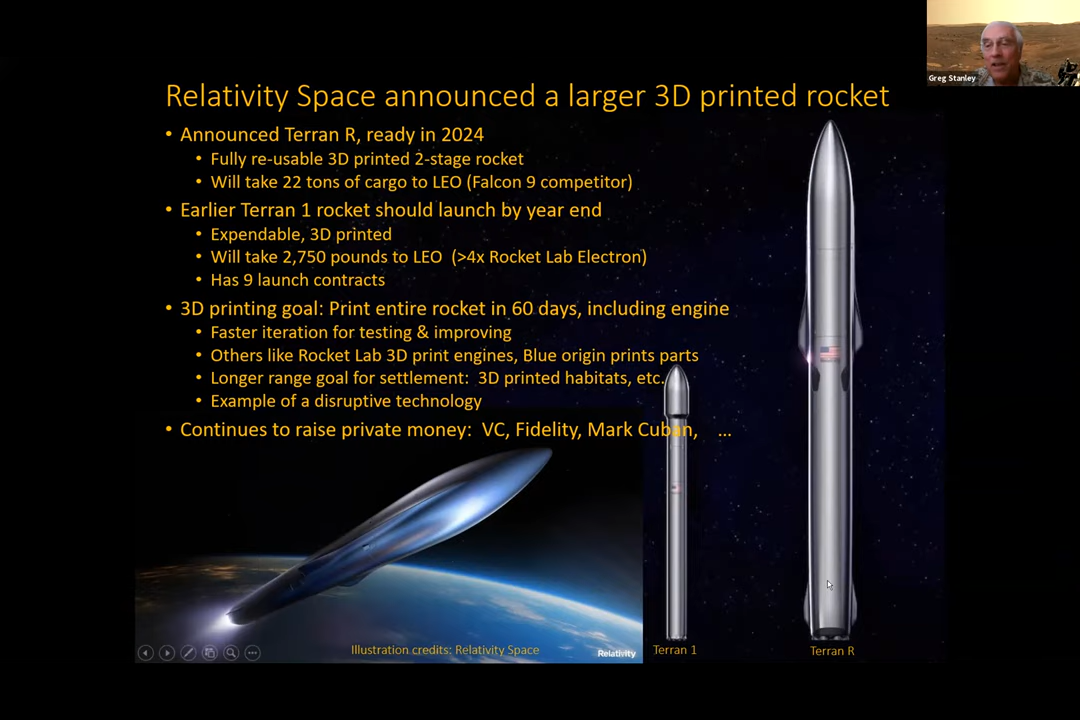 Greg Stanley
Relativity Space announced a larger 3D printed rocket
• Announced Terran R, ready in 2024
• Fully re-usable 3D printed 2-stage rocket
• Will take 22 tons of cargo to LEO (Falcon 9 competitor)
• Earlier Terran 1 rocket should launch by year end
• Expendable, 3D printed
• Will take 2,750 pounds to LEO (>4x Rocket Lab Electron)
• Has 9 launch contracts
• 3D printing goal: Print entire rocket in 60 days, including engine
• Faster iteration for testing & improving
• Others like Rocket Lab 3D print engines, Blue origin prints parts
• Longer range goal for settlement: 3D printed habitats, etc.
• Example of a disruptive technology
• Continues to raise private money: VC, Fidelity, Mark Cuban, ...
Illustration credits: Relativity Space
Relativity
Terran 1
Terran R